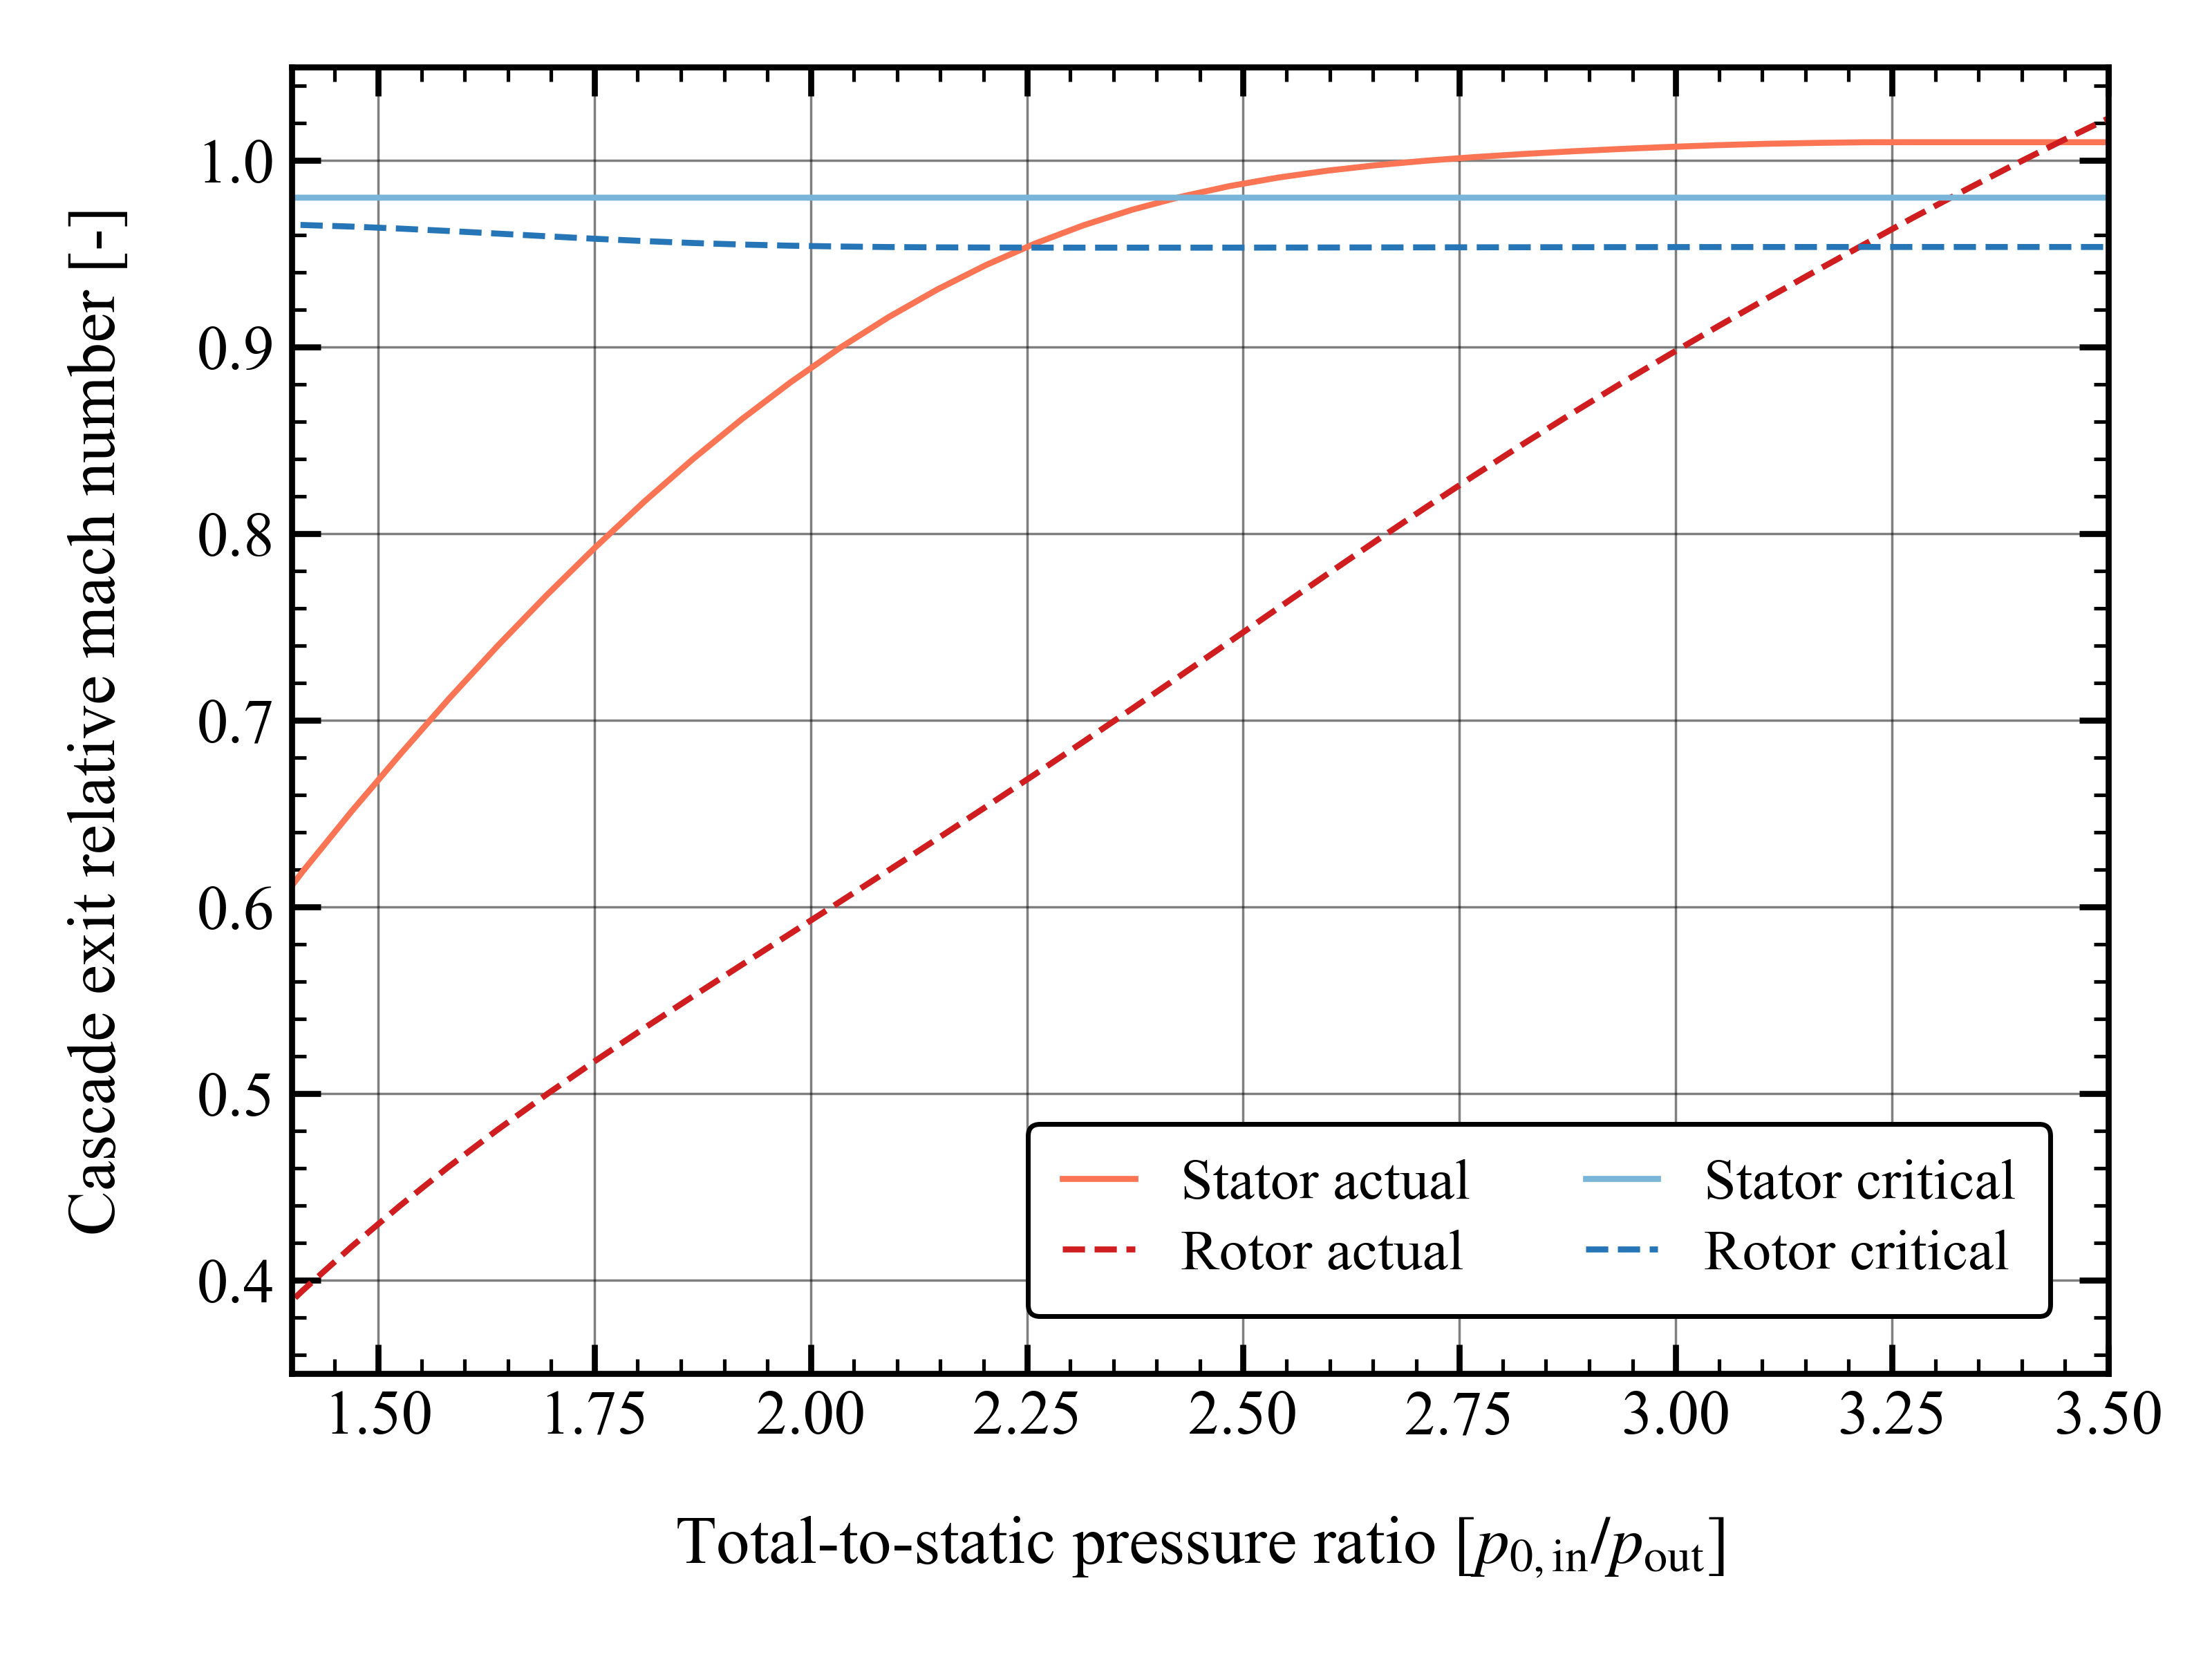 Cascade exit relative mach number [-]
1.0
0.9
0.8
0.7
0.6
0.5
0.4
Stator actual
Stator critical
Rotor actual
Rotor critical
1.50 1.75 2.00 2.25 2.50 2.75 3.00 3.25 3.50
Total-to-static pressure ratio [p0, in/pout]